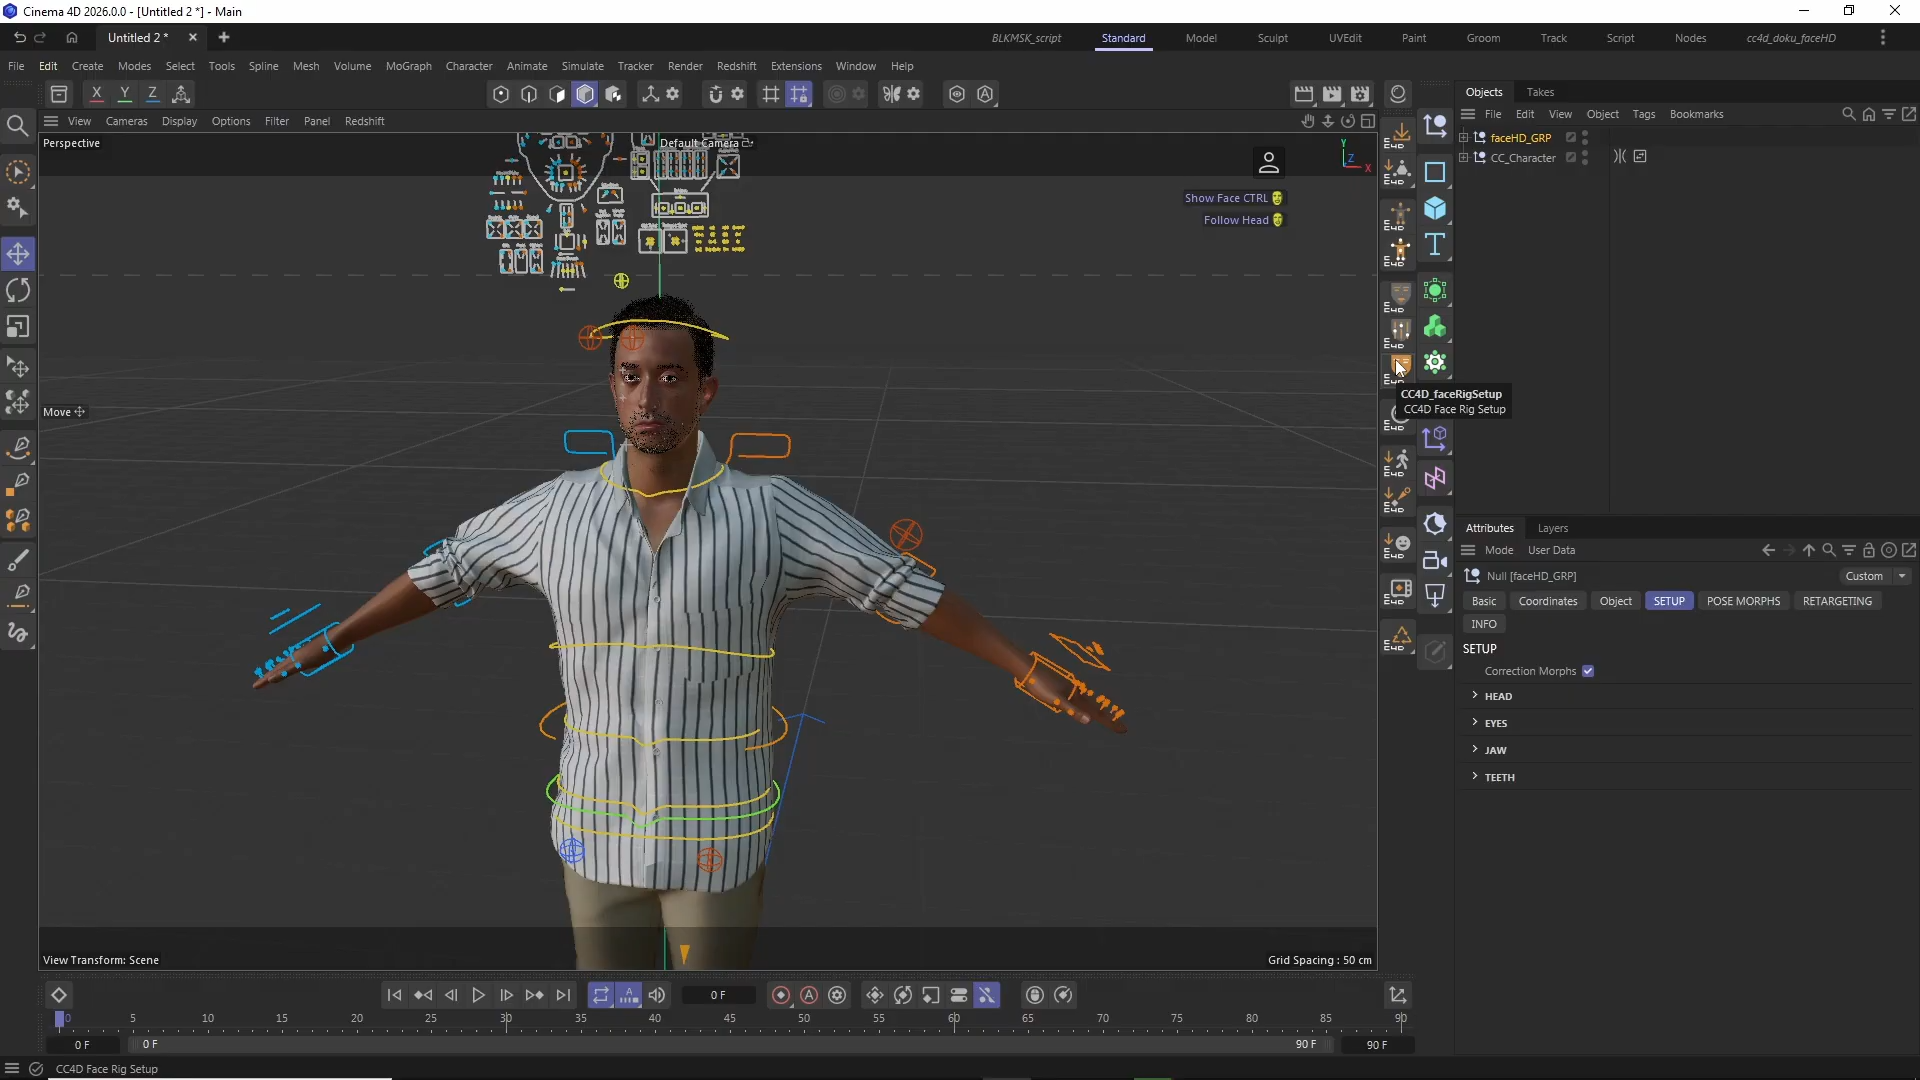 Cinema 4D 2026.0.0 - [Untitled 2 *] - Main
Untitled 2 *
BLKMSK_script
Standard
Model
Sculpt
UVEdit
Paint
Groom
Track
Script
Nodes
cc4d_doku_faceHD
File Edit Create Modes Select Tools Spline Mesh Volume MoGraph Character Animate Simulate Tracker Render Redshift Extensions Window Help
X Y Z
Objects Takes
View Cameras Display Options Filter Panel Redshift
File Edit View Object Tags Bookmarks
Perspective
Default Camera
Y
Z
X
faceHD_GRP
CC_Character
Show Face CTRL
Follow Head
CC4D_faceRigSetup
CC4D Face Rig Setup
Move
Attributes Layers
Mode User Data
Null [faceHD_GRP]
Custom
Basic Coordinates Object SETUP POSE MORPHS RETARGETING
INFO
SETUP
Correction Morphs
HEAD
EYES
JAW
TEETH
View Transform: Scene
Grid Spacing : 50 cm
0 F
0 5 10 15 20 25 30 35 40 45 50 55 60 65 70 75 80 85 90
0 F 0 F 90 F 90 F
CC4D Face Rig Setup